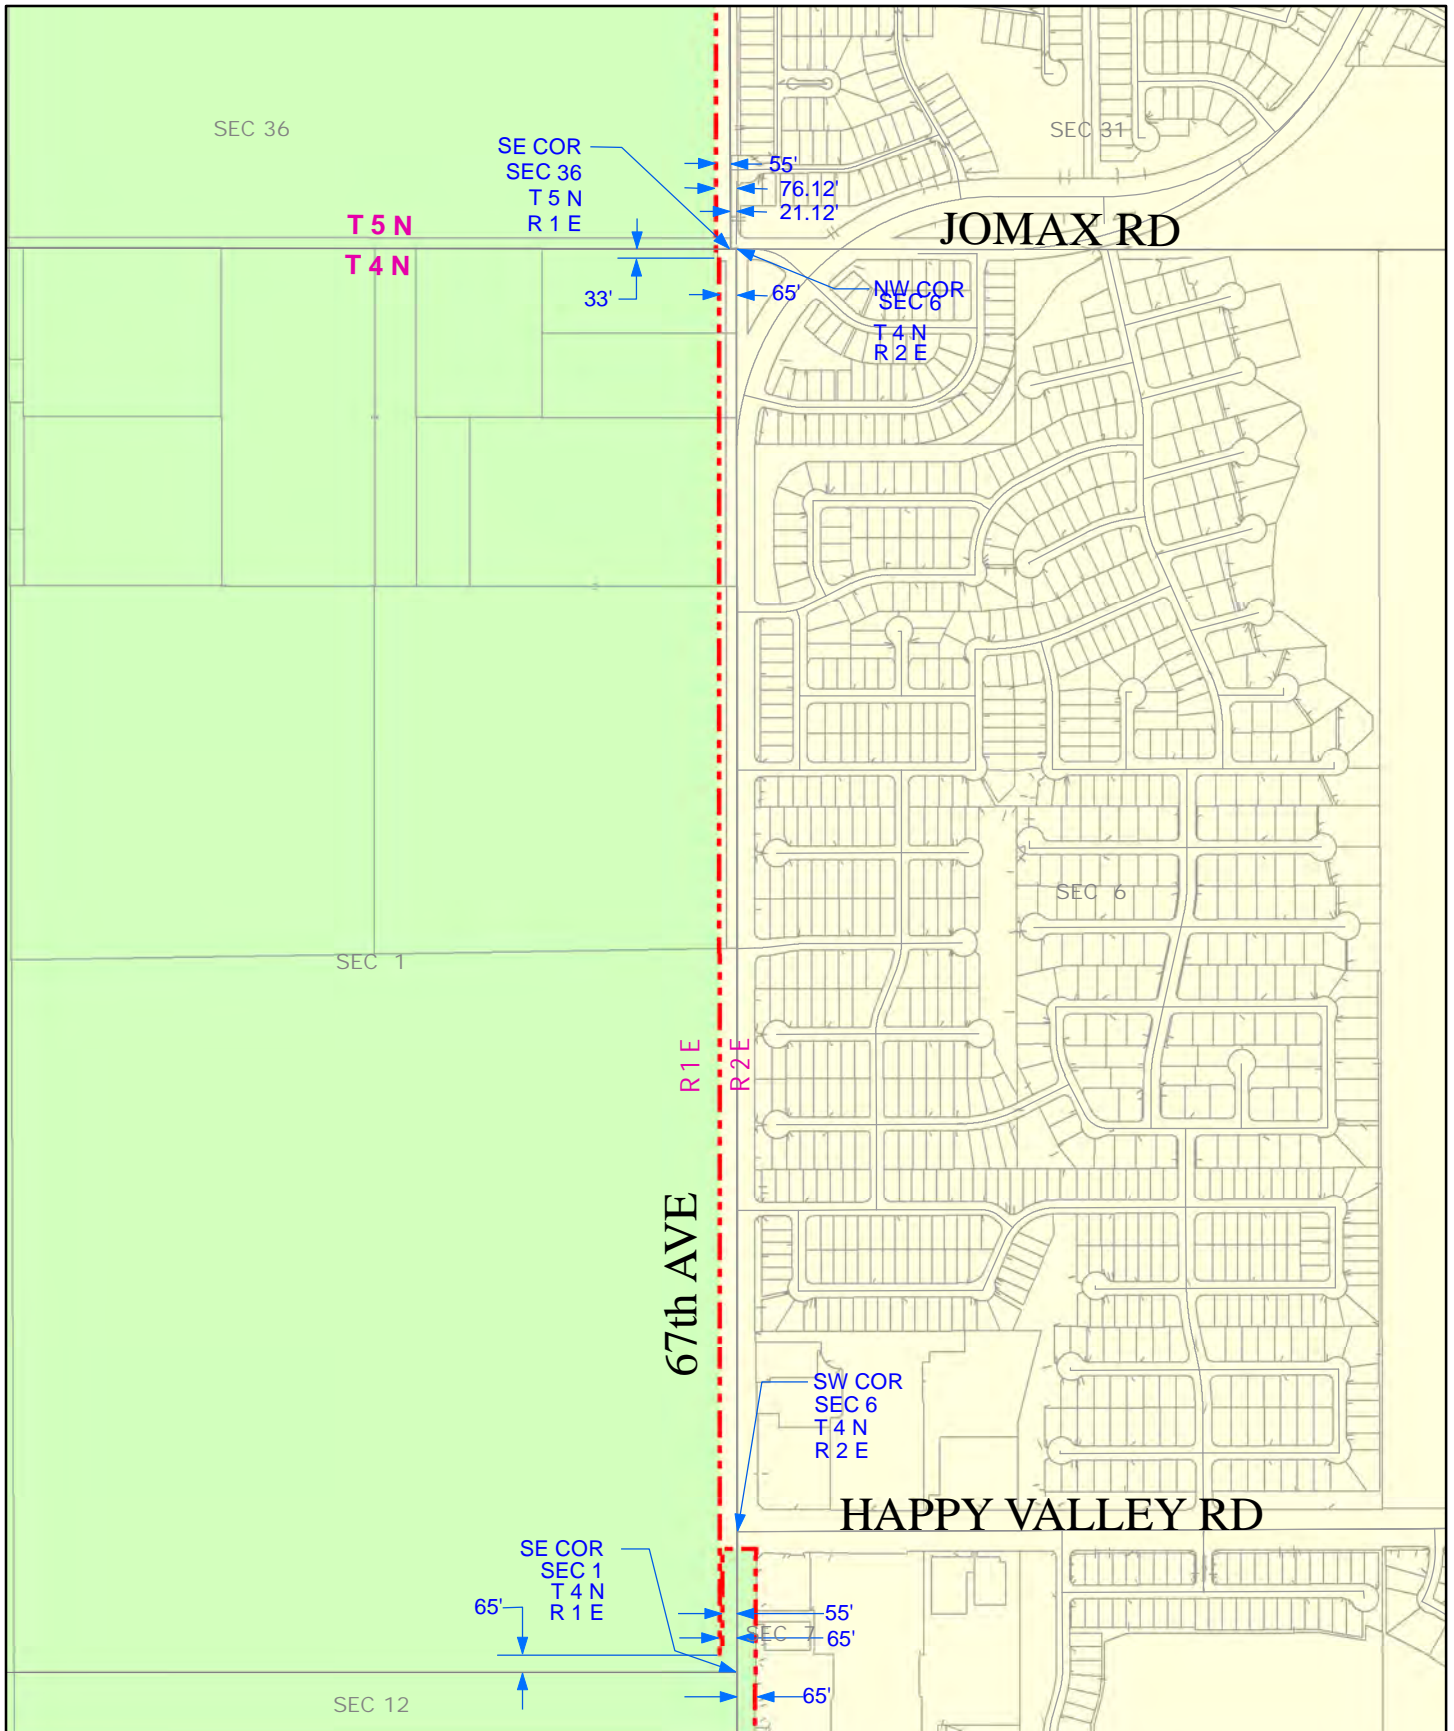 SEC 36
SEC 31
SE COR
SEC 36
T 5 N
R 1 E
55'
76.12'
21.12'
JOMAX RD
T 5 N
T 4 N
33'
65'
NW COR
SEC 6
T 4 N
R 2 E
SEC 6
SEC 1
R 1 E
R 2 E
67th AVE
SW COR
SEC 6
T 4 N
R 2 E
HAPPY VALLEY RD
SE COR
SEC 1
T 4 N
R 1 E
65'
55'
SEC 7
65'
65'
SEC 12